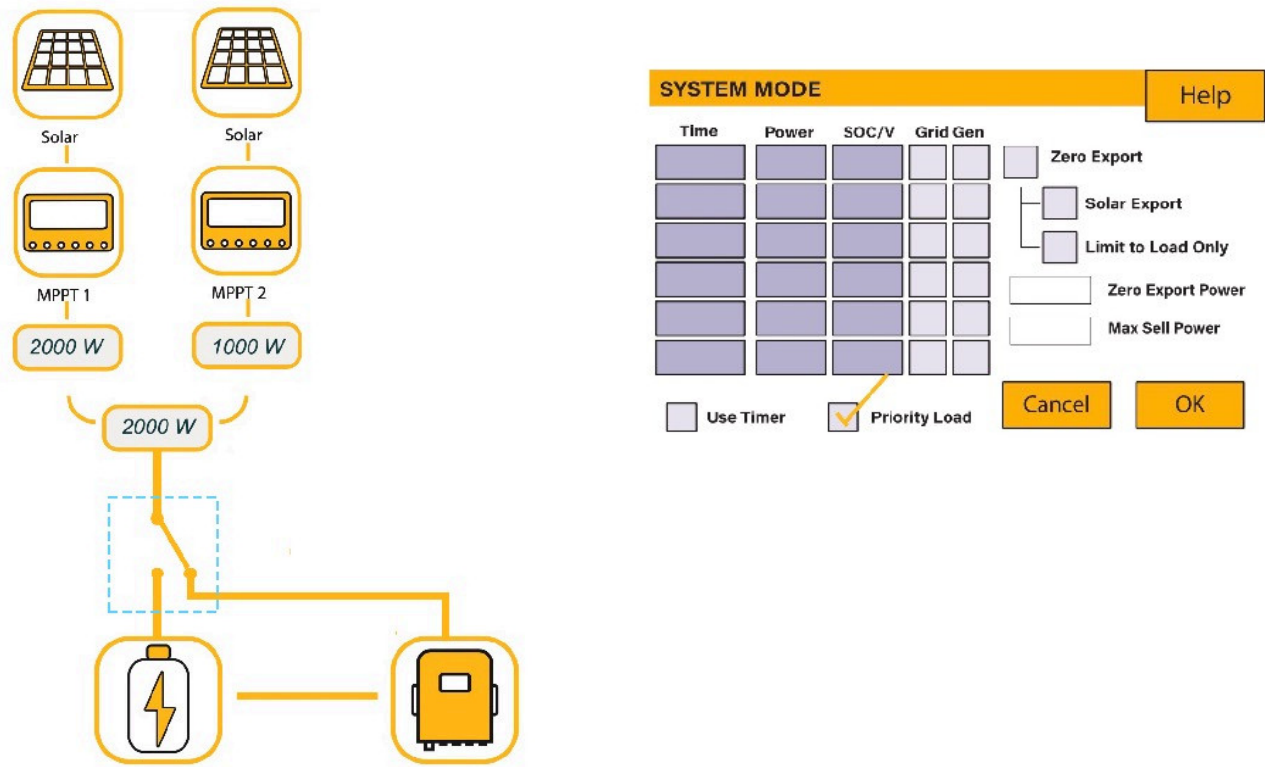 Solar
Solar
MPPT 1
MPPT 2
2000 W
1000 W
2000 W
SYSTEM MODE
Help
Time Power SOC/V Grid Gen
Zero Export
Solar Export
Limit to Load Only
Zero Export Power
Max Sell Power
Use Timer
Priority Load
Cancel
OK